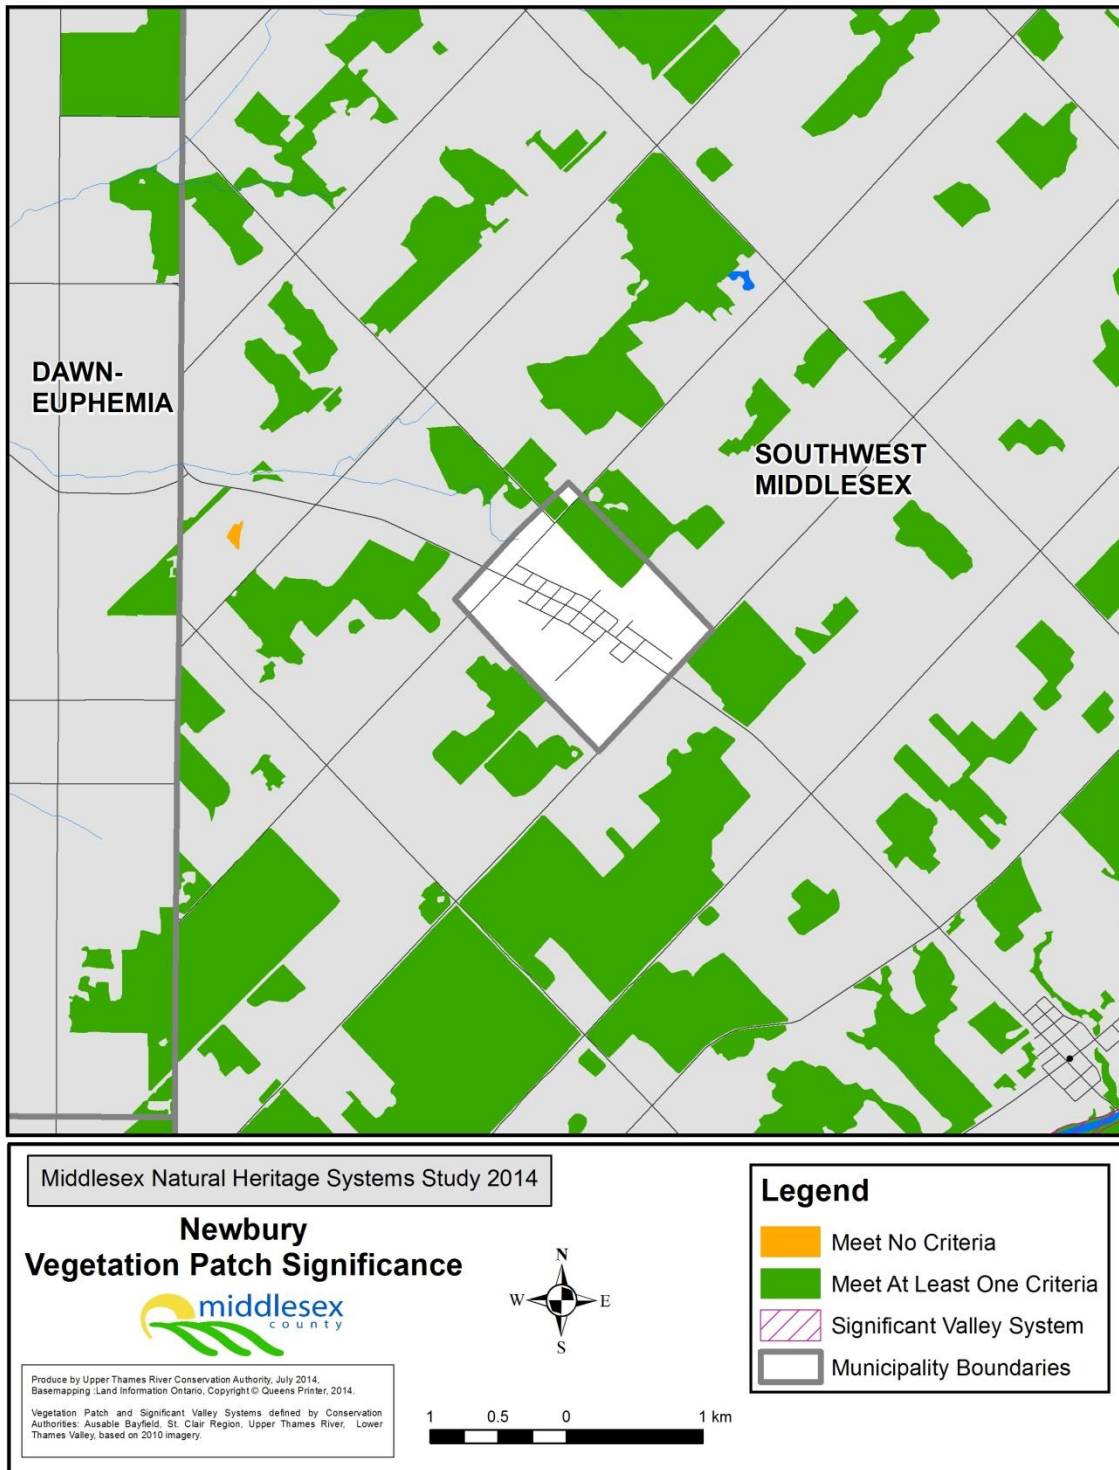 DAWN-
EUPHEMIA
SOUTHWEST
MIDDLESEX
Middlesex Natural Heritage Systems Study 2014
Newbury
Vegetation Patch Significance
middlesex
county
Produce by Upper Thames River Conservation Authority, July 2014,
Basemapping :Land Information Ontario, Copyright © Queens Printer, 2014.
Vegetation Patch and Significant Valley Systems defined by Conservation
Authorities: Ausable Bayfield, St. Clair Region, Upper Thames River, Lower
Thames Valley, based on 2010 imagery.
N
W E
S
1 0.5 0 1 km
Legend
Meet No Criteria
Meet At Least One Criteria
Significant Valley System
Municipality Boundaries